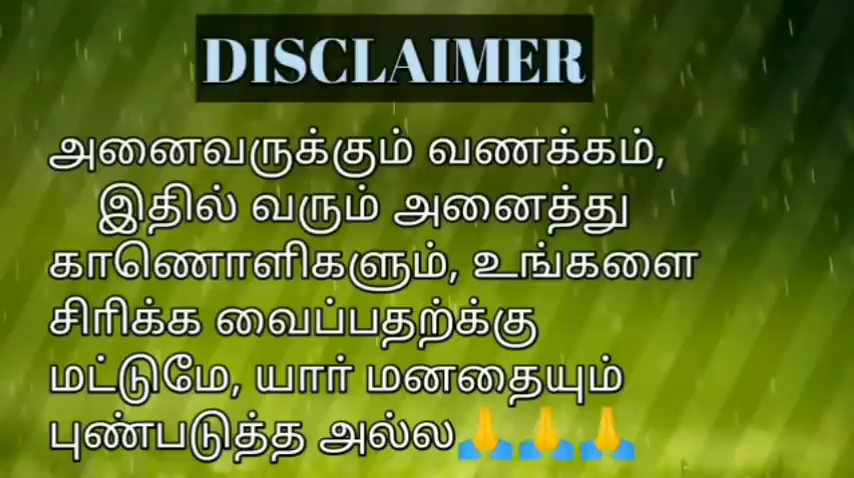 DISCLAIMER
அனைவருக்கும் வணக்கம்,
இதில் வரும் அனைத்து
காணொளிகளும், உங்களை
சிரிக்க வைப்பதற்க்கு
மட்டுமே, யார் மனதையும்
புண்படுத்த அல்ல🙏🙏🙏